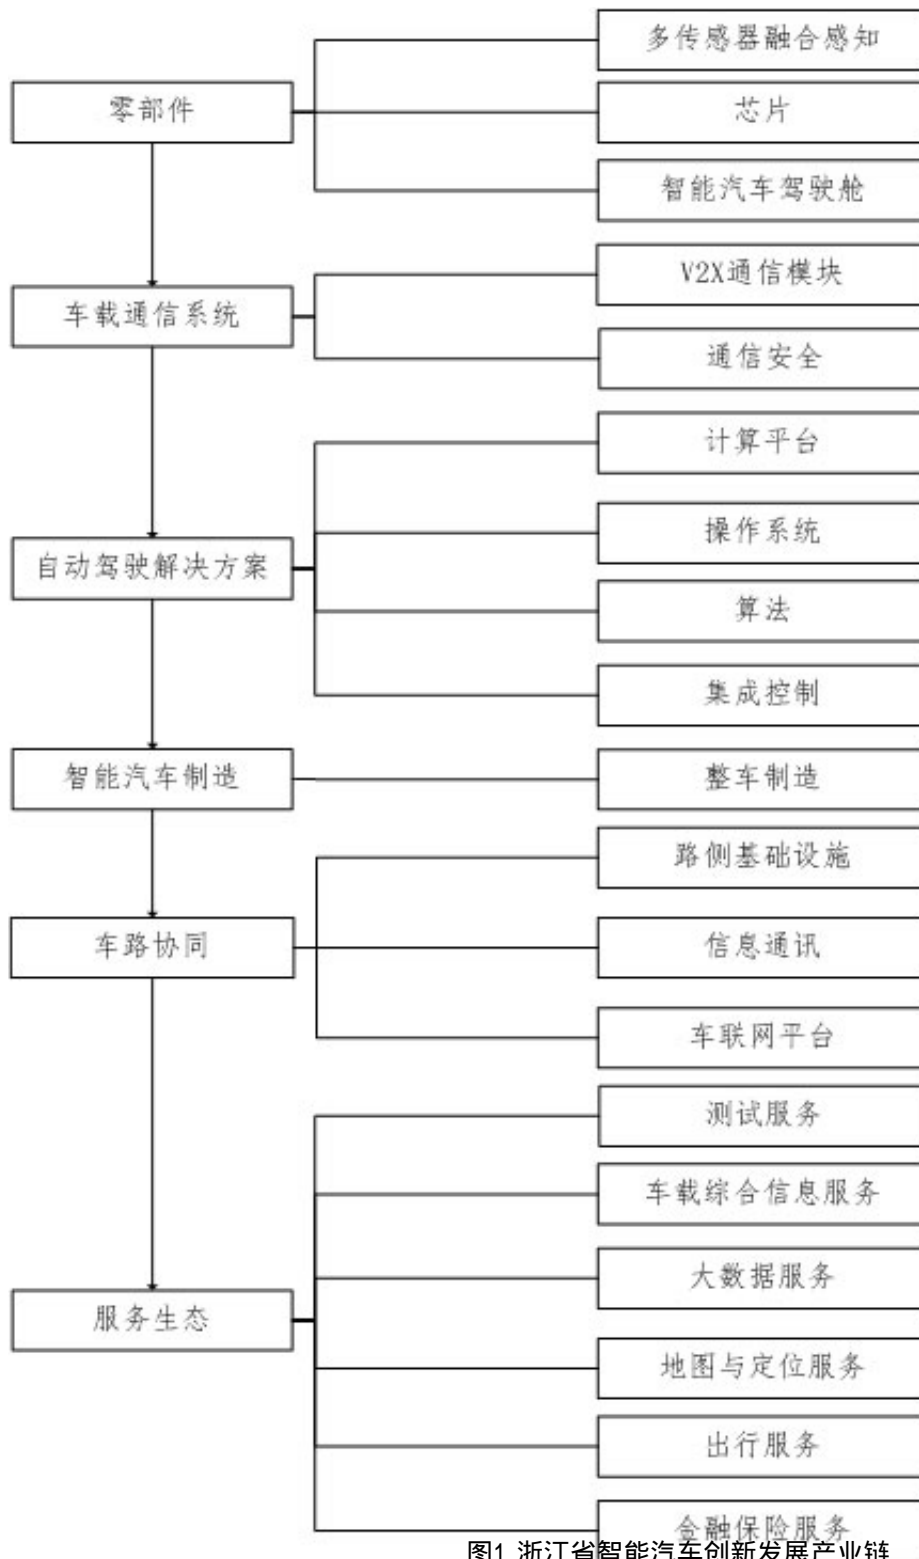 多传感器融合感知
零部件
芯片
智能汽车驾驶舱
车载通信系统
V2X通信模块
通信安全
自动驾驶解决方案
计算平台
操作系统
算法
集成控制
智能汽车制造
整车制造
车路协同
路侧基础设施
信息通讯
车联网平台
服务生态
测试服务
车载综合信息服务
大数据服务
地图与定位服务
出行服务
金融保险服务
图1 浙江省智能汽车创新发展产业链